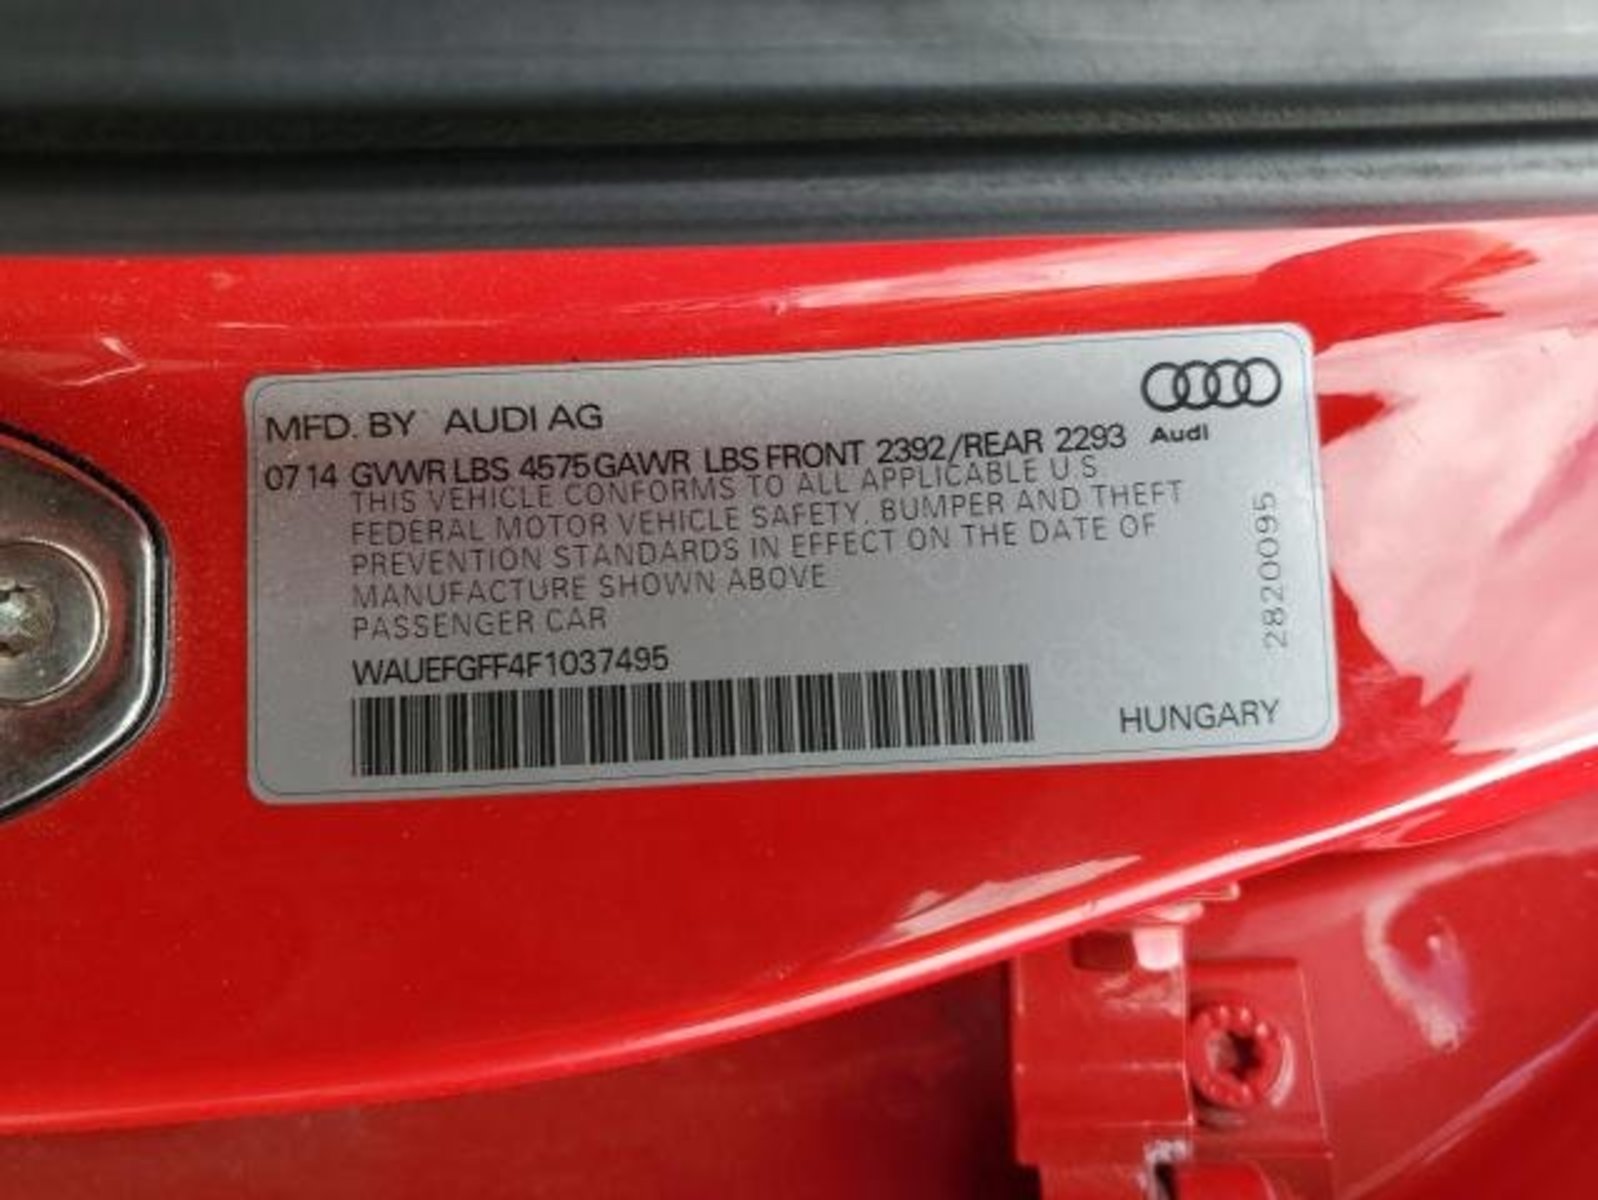 MFD. BY AUDI AG
Audi
07 14 GVWR LBS 4575 GAWR LBS FRONT 2392/REAR 2293
THIS VEHICLE CONFORMS TO ALL APPLICABLE U S
FEDERAL MOTOR VEHICLE SAFETY, BUMPER AND THEFT
PREVENTION STANDARDS IN EFFECT ON THE DATE OF
MANUFACTURE SHOWN ABOVE
PASSENGER CAR
WAUEFGFF4F1037495
HUNGARY
2820095